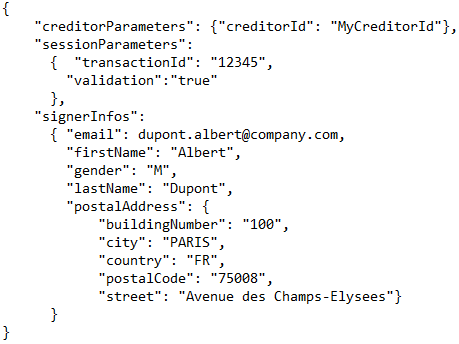 {
    "creditorParameters": {"creditorId": "MyCreditorId"},
    "sessionParameters":
      {  "transactionId": "12345",
        "validation":"true"
      },
    "signerInfos":
      { "email": dupont.albert@company.com,
        "firstName": "Albert",
        "gender": "M",
        "lastName": "Dupont",
        "postalAddress": {
            "buildingNumber": "100",
            "city": "PARIS",
            "country": "FR",
            "postalCode": "75008",
            "street": "Avenue des Champs-Elysees"}
      }
}